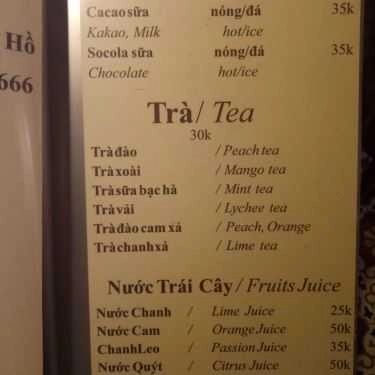 Hồ
666
Cacao sữa nóng/đá 35k
Kakao, Milk hot/ice
Socola sữa nóng/đá 35k
Chocolate hot/ice
Trà / Tea
30k
Trà đào / Peach tea
Trà xoài / Mango tea
Trà sữa bạc hà / Mint tea
Trà vải / Lychee tea
Trà đào cam xả / Peach, Orange
Trà chanh xả / Lime tea
Nước Trái Cây / Fruits Juice
Nước Chanh / Lime Juice 25k
Nước Cam / Orange Juice 50k
Chanh Leo / Passion Juice 35k
Nước Quýt / Citrus Juice 50k